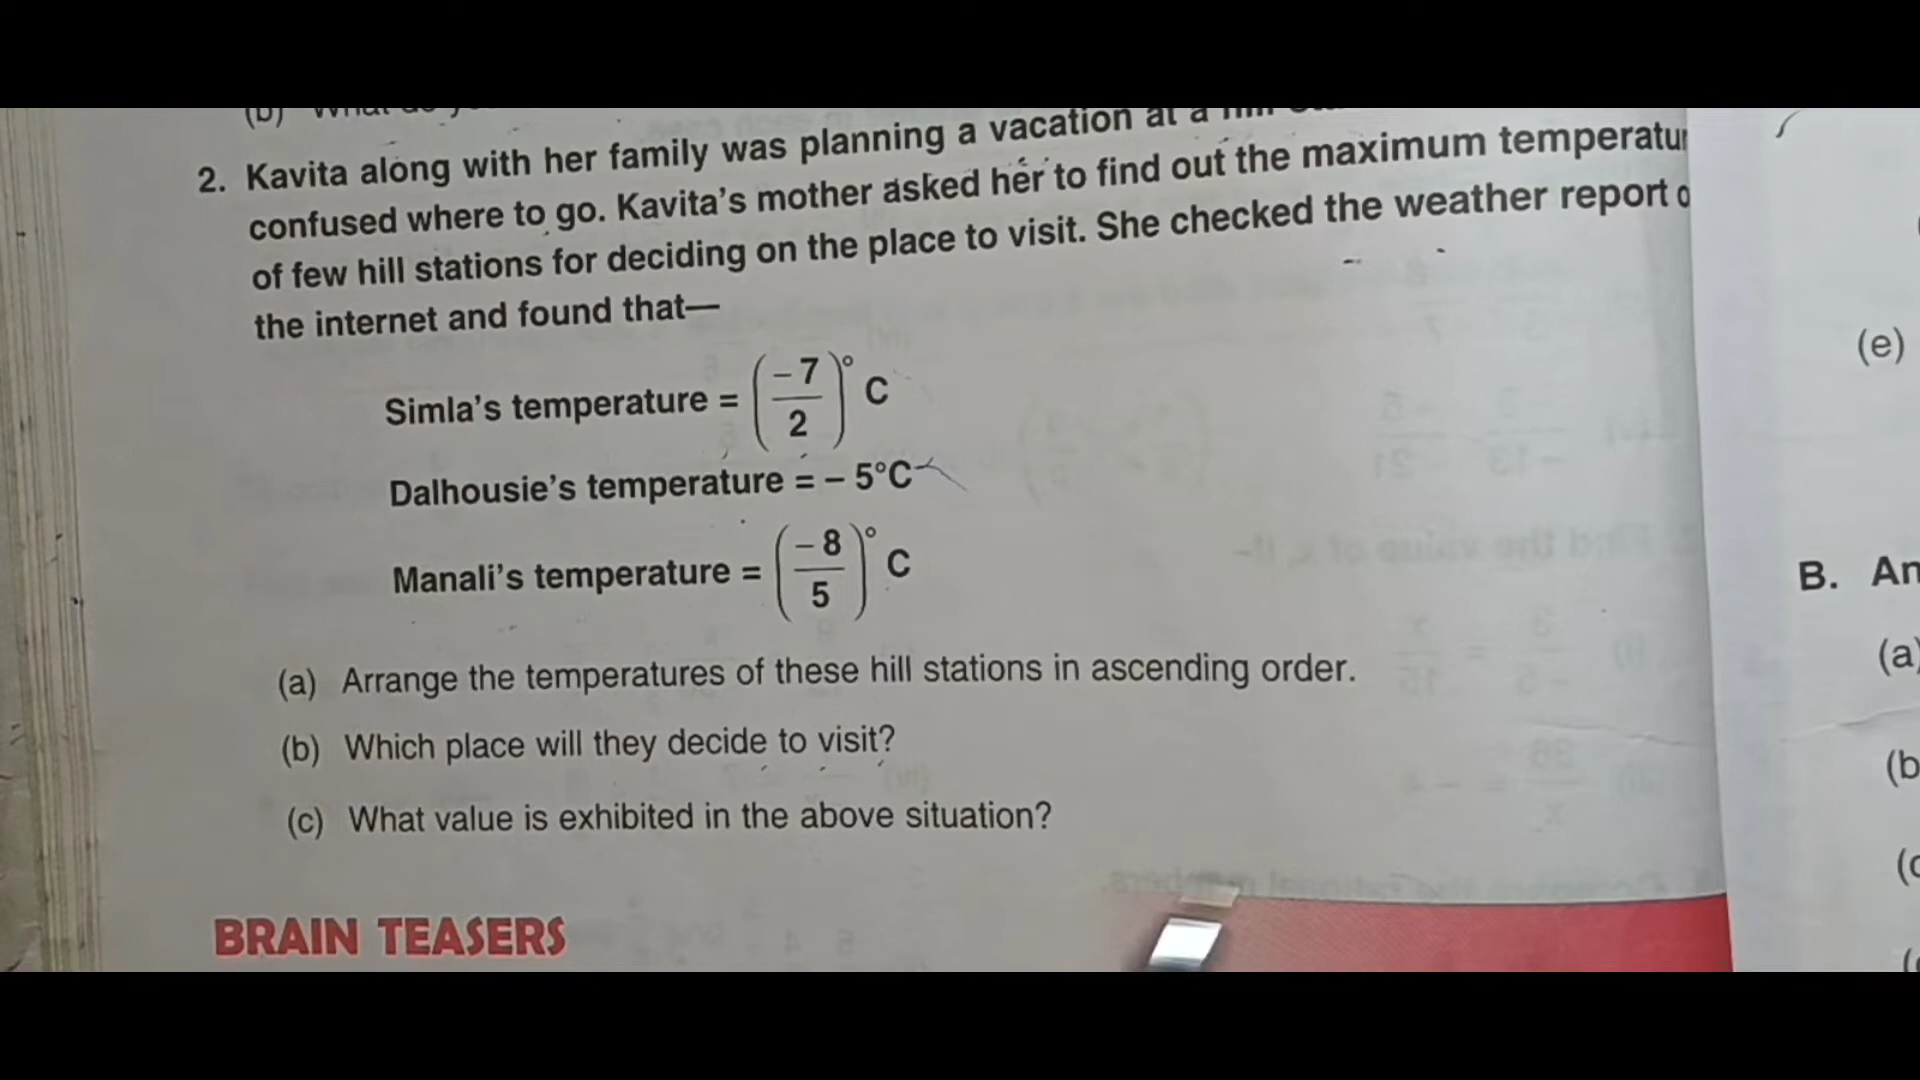 2. Kavita along with her family was planning a vacation at a
confused where to go. Kavita's mother asked her to find out the maximum
of few hill stations for deciding on the place to visit. She checked the weather report
the internet and found that—
Simla's temperature = (-7/2)° C
Dalhousie's temperature = – 5°C
Manali's temperature = (-8/5)° C
(a) Arrange the temperatures of these hill stations in ascending order.
(b) Which place will they decide to visit?
(c) What value is exhibited in the above situation?
BRAIN TEASERS
(e)
B.
(a)